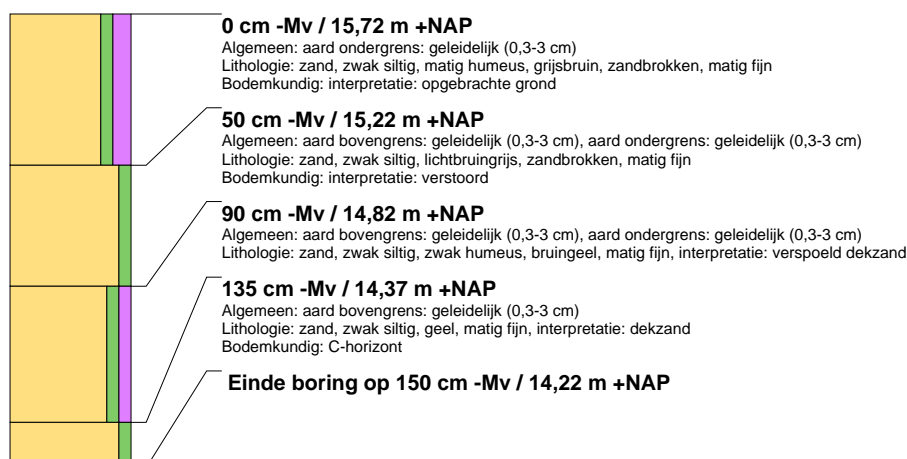 0 cm -Mv / 15,72 m +NAP
Algemeen: aard ondergrens: geleidelijk (0,3-3 cm)
Lithologie: zand, zwak siltig, matig humeus, grijsbruin, zandbrokken, matig fijn
Bodemkundig: interpretatie: opgebrachte grond
50 cm -Mv / 15,22 m +NAP
Algemeen: aard bovengrens: geleidelijk (0,3-3 cm), aard ondergrens: geleidelijk (0,3-3 cm)
Lithologie: zand, zwak siltig, lichtbruingrijs, zandbrokken, matig fijn
Bodemkundig: interpretatie: verstoord
90 cm -Mv / 14,82 m +NAP
Algemeen: aard bovengrens: geleidelijk (0,3-3 cm), aard ondergrens: geleidelijk (0,3-3 cm)
Lithologie: zand, zwak siltig, zwak humeus, bruingeel, matig fijn, interpretatie: verspoeld dekzand
135 cm -Mv / 14,37 m +NAP
Algemeen: aard bovengrens: geleidelijk (0,3-3 cm)
Lithologie: zand, zwak siltig, geel, matig fijn, interpretatie: dekzand
Bodemkundig: C-horizont
Einde boring op 150 cm -Mv / 14,22 m +NAP